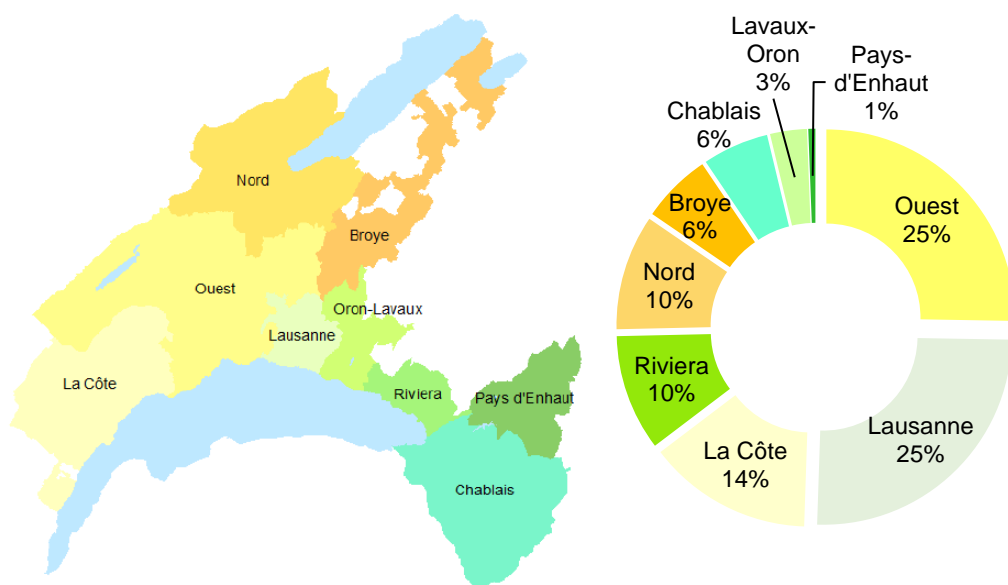 Nord
Broye
Ouest
Oron-Lavaux
Lausanne
La Côte
Riviera
Pays d'Enhaut
Chablais
Lavaux-
Oron
3%
Pays-
d'Enhaut
1%
Chablais
6%
Ouest
25%
Broye
6%
Nord
10%
Riviera
10%
Lausanne
25%
La Côte
14%